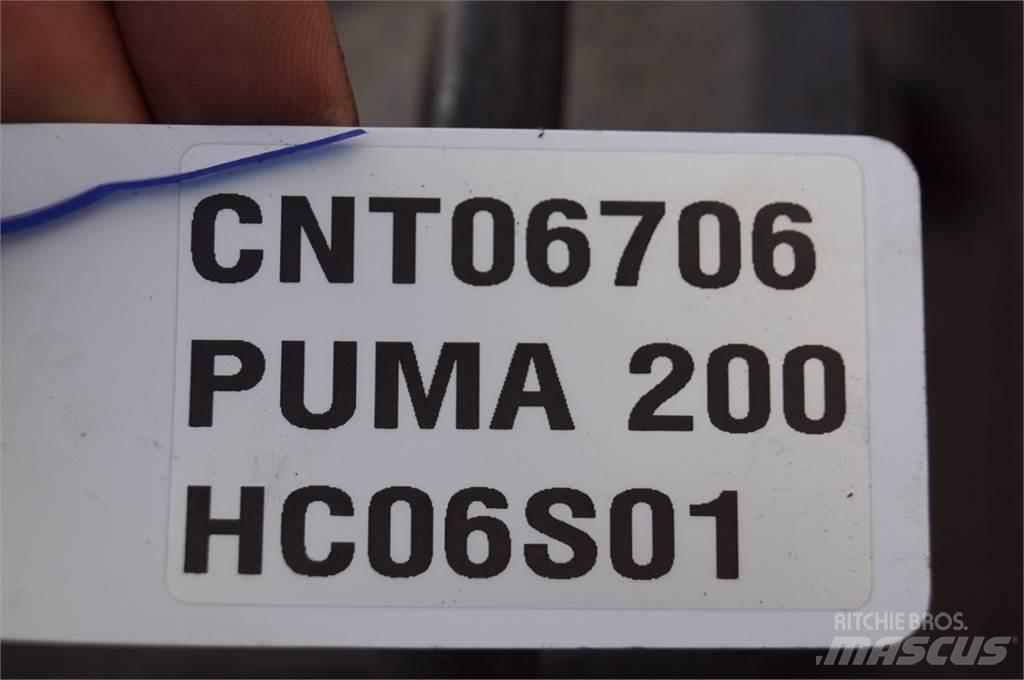 CNT06706
PUMA 200
HC06S01
RITCHIE BROS.
MASCUS